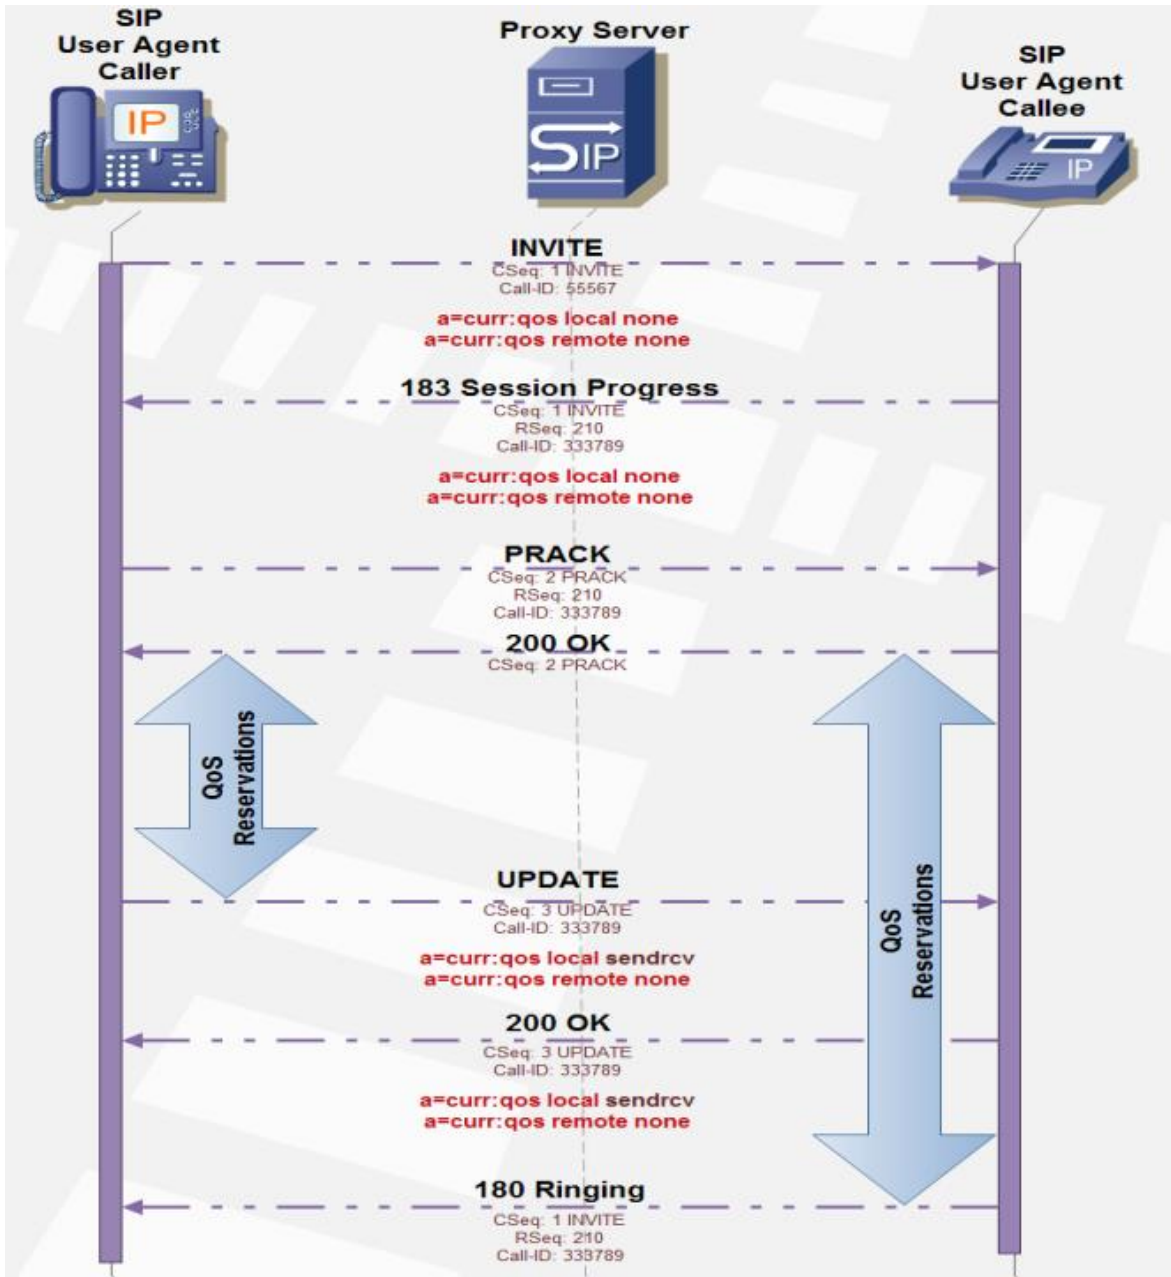 SIP
User Agent
Caller
Proxy Server
SIP
User Agent
Callee
IP
SIP
IP
INVITE
CSeq: 1 INVITE
Call-ID: 55567
a=curr:qos local none
a=curr:qos remote none
183 Session Progress
CSeq: 1 INVITE
RSeq: 210
Call-ID: 333789
a=curr:qos local none
a=curr:qos remote none
PRACK
CSeq: 2 PRACK
RSeq: 210
Call-ID: 333789
200 OK
CSeq: 2 PRACK
QoS
Reservations
UPDATE
CSeq: 3 UPDATE
Call-ID: 333789
a=curr:qos local sendrcv
a=curr:qos remote none
QoS
Reservations
200 OK
CSeq: 3 UPDATE
Call-ID: 333789
a=curr:qos local sendrcv
a=curr:qos remote none
180 Ringing
CSeq: 1 INVITE
RSeq: 210
Call-ID: 333789